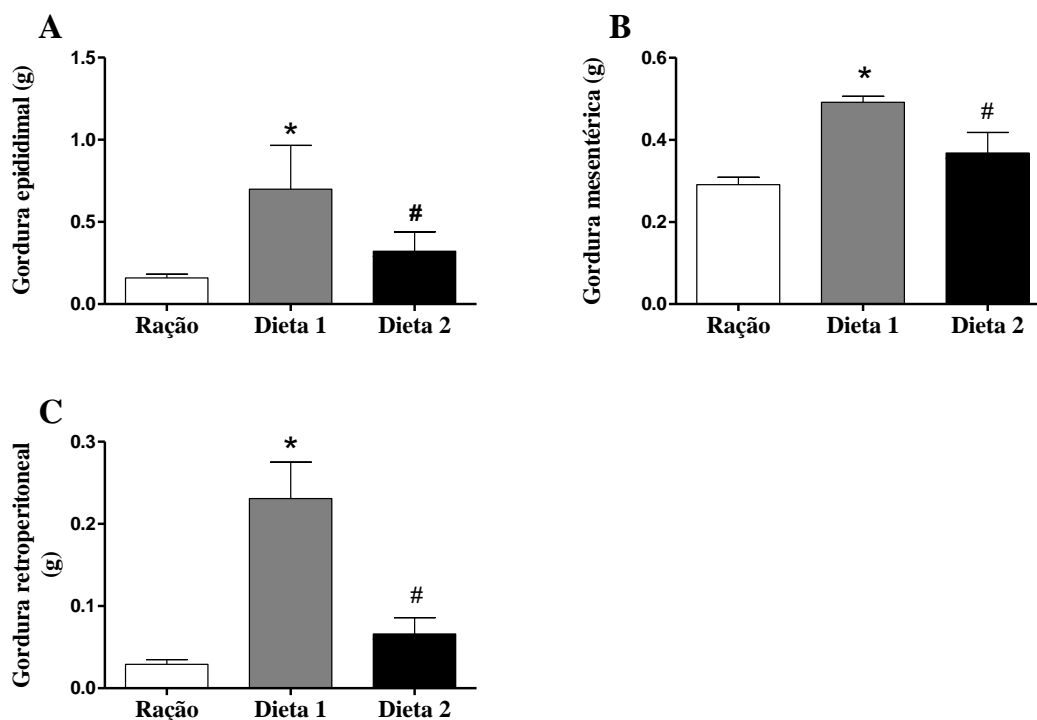 A
Gordura epididimal (g)
1.5
1.0
0.5
0.0
*
#
Ração Dieta 1 Dieta 2
B
Gordura mesentérica (g)
0.6
0.4
0.2
0.0
*
#
Ração Dieta 1 Dieta 2
C
Gordura retroperitoneal
(g)
0.3
0.2
0.1
0.0
*
#
Ração Dieta 1 Dieta 2